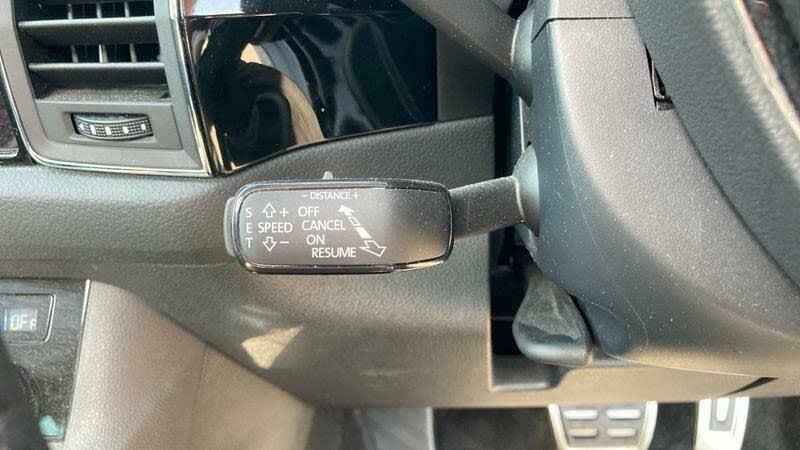 − DISTANCE +
S + OFF
E SPEED CANCEL
T − ON
RESUME
OFF